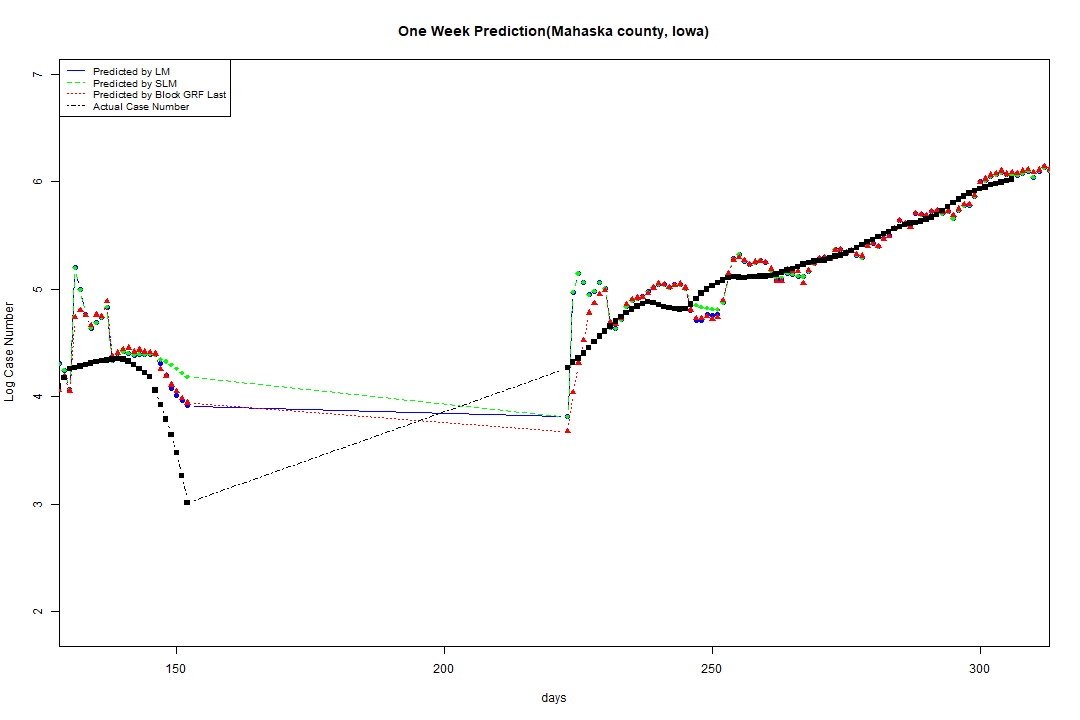 One Week Prediction(Mahaska county, Iowa)
Predicted by LM
Predicted by SLM
Predicted by Block GRF Last
Actual Case Number
Log Case Number
7
6
5
4
3
2
150 200 250 300
days